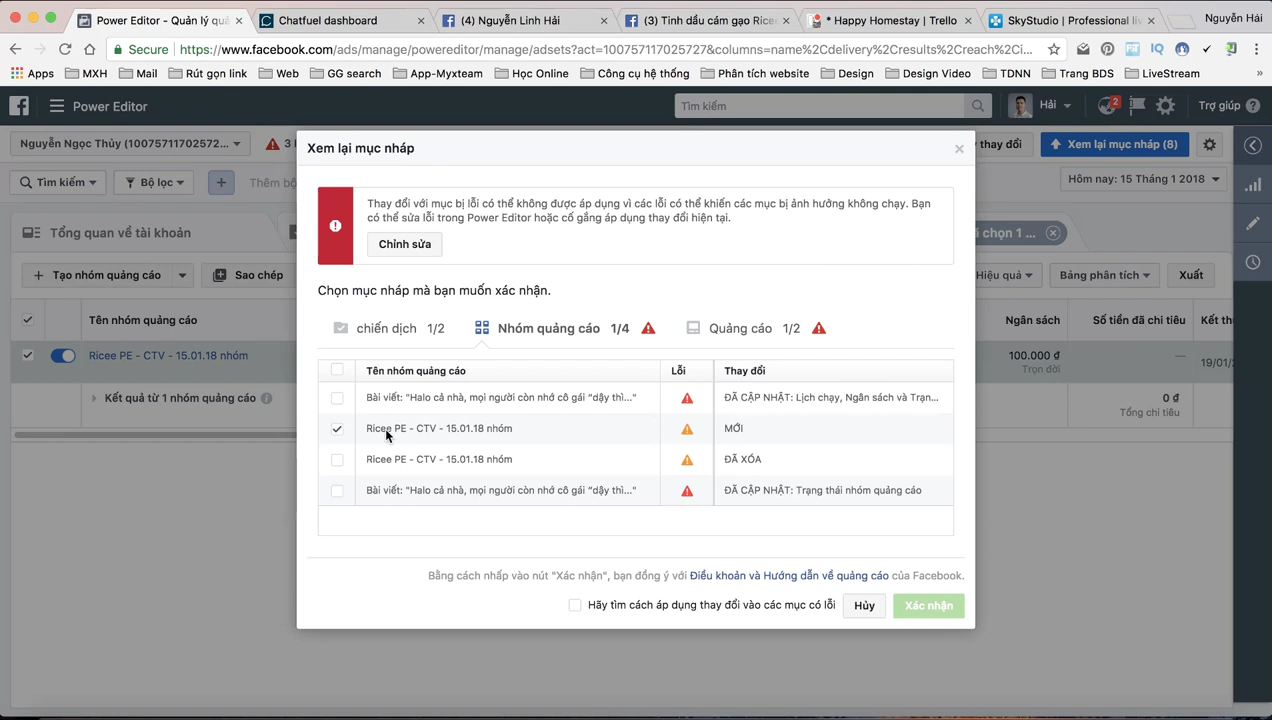 Power Editor - Quản lý quả
Chatfuel dashboard
(4) Nguyễn Linh Hải
(3) Tinh dầu cám gạo Rice
* Happy Homestay | Trello
SkyStudio | Professional liv
Nguyễn Hải
Secure
https://www.facebook.com/ads/manage/powereditor/manage/adsets?act=100757117025727&columns=name%2Cdelivery%2Cresults%2Creach%2Ci...
Apps MXH Mail Rút gọn link Web GG search App-Myxteam Học Online Công cụ hệ thống Phân tích website Design Design Video TDNN Trang BDS LiveStream »
Power Editor
Tìm kiếm
Hải
2
Trợ giúp
Nguyễn Ngọc Thủy (10075711702572...
3
thay đổi
Xem lại mục nháp (8)
Tìm kiếm
Bộ lọc
Thêm bộ
Hôm nay: 15 Tháng 1 2018
Tổng quan về tài khoản
chọn 1 ...
Tạo nhóm quảng cáo
Sao chép
Hiệu quả
Bảng phân tích
Xuất
Tên nhóm quảng cáo
Ngân sách
Số tiền đã chi tiêu
Kết thú
Ricee PE - CTV - 15.01.18 nhóm
100.000 ₫
Trọn đời
—
19/01/
Kết quả từ 1 nhóm quảng cáo
0 ₫
Tổng chi tiêu
Xem lại mục nháp
Thay đổi với mục bị lỗi có thể không được áp dụng vì các lỗi có thể khiến các mục bị ảnh hưởng không chạy. Bạn
có thể sửa lỗi trong Power Editor hoặc cố gắng áp dụng thay đổi hiện tại.
Chỉnh sửa
Chọn mục nháp mà bạn muốn xác nhận.
chiến dịch 1/2
Nhóm quảng cáo 1/4
Quảng cáo 1/2
Tên nhóm quảng cáo
Lỗi
Thay đổi
Bài viết: "Halo cả nhà, mọi người còn nhớ cô gái “dậy thì..."
ĐÃ CẬP NHẬT: Lịch chạy, Ngân sách và Trạn...
Ricee PE - CTV - 15.01.18 nhóm
MỚI
Ricee PE - CTV - 15.01.18 nhóm
ĐÃ XÓA
Bài viết: "Halo cả nhà, mọi người còn nhớ cô gái “dậy thì..."
ĐÃ CẬP NHẬT: Trạng thái nhóm quảng cáo
Bằng cách nhấp vào nút "Xác nhận", bạn đồng ý với Điều khoản và Hướng dẫn về quảng cáo của Facebook.
Hãy tìm cách áp dụng thay đổi vào các mục có lỗi
Hủy
Xác nhận